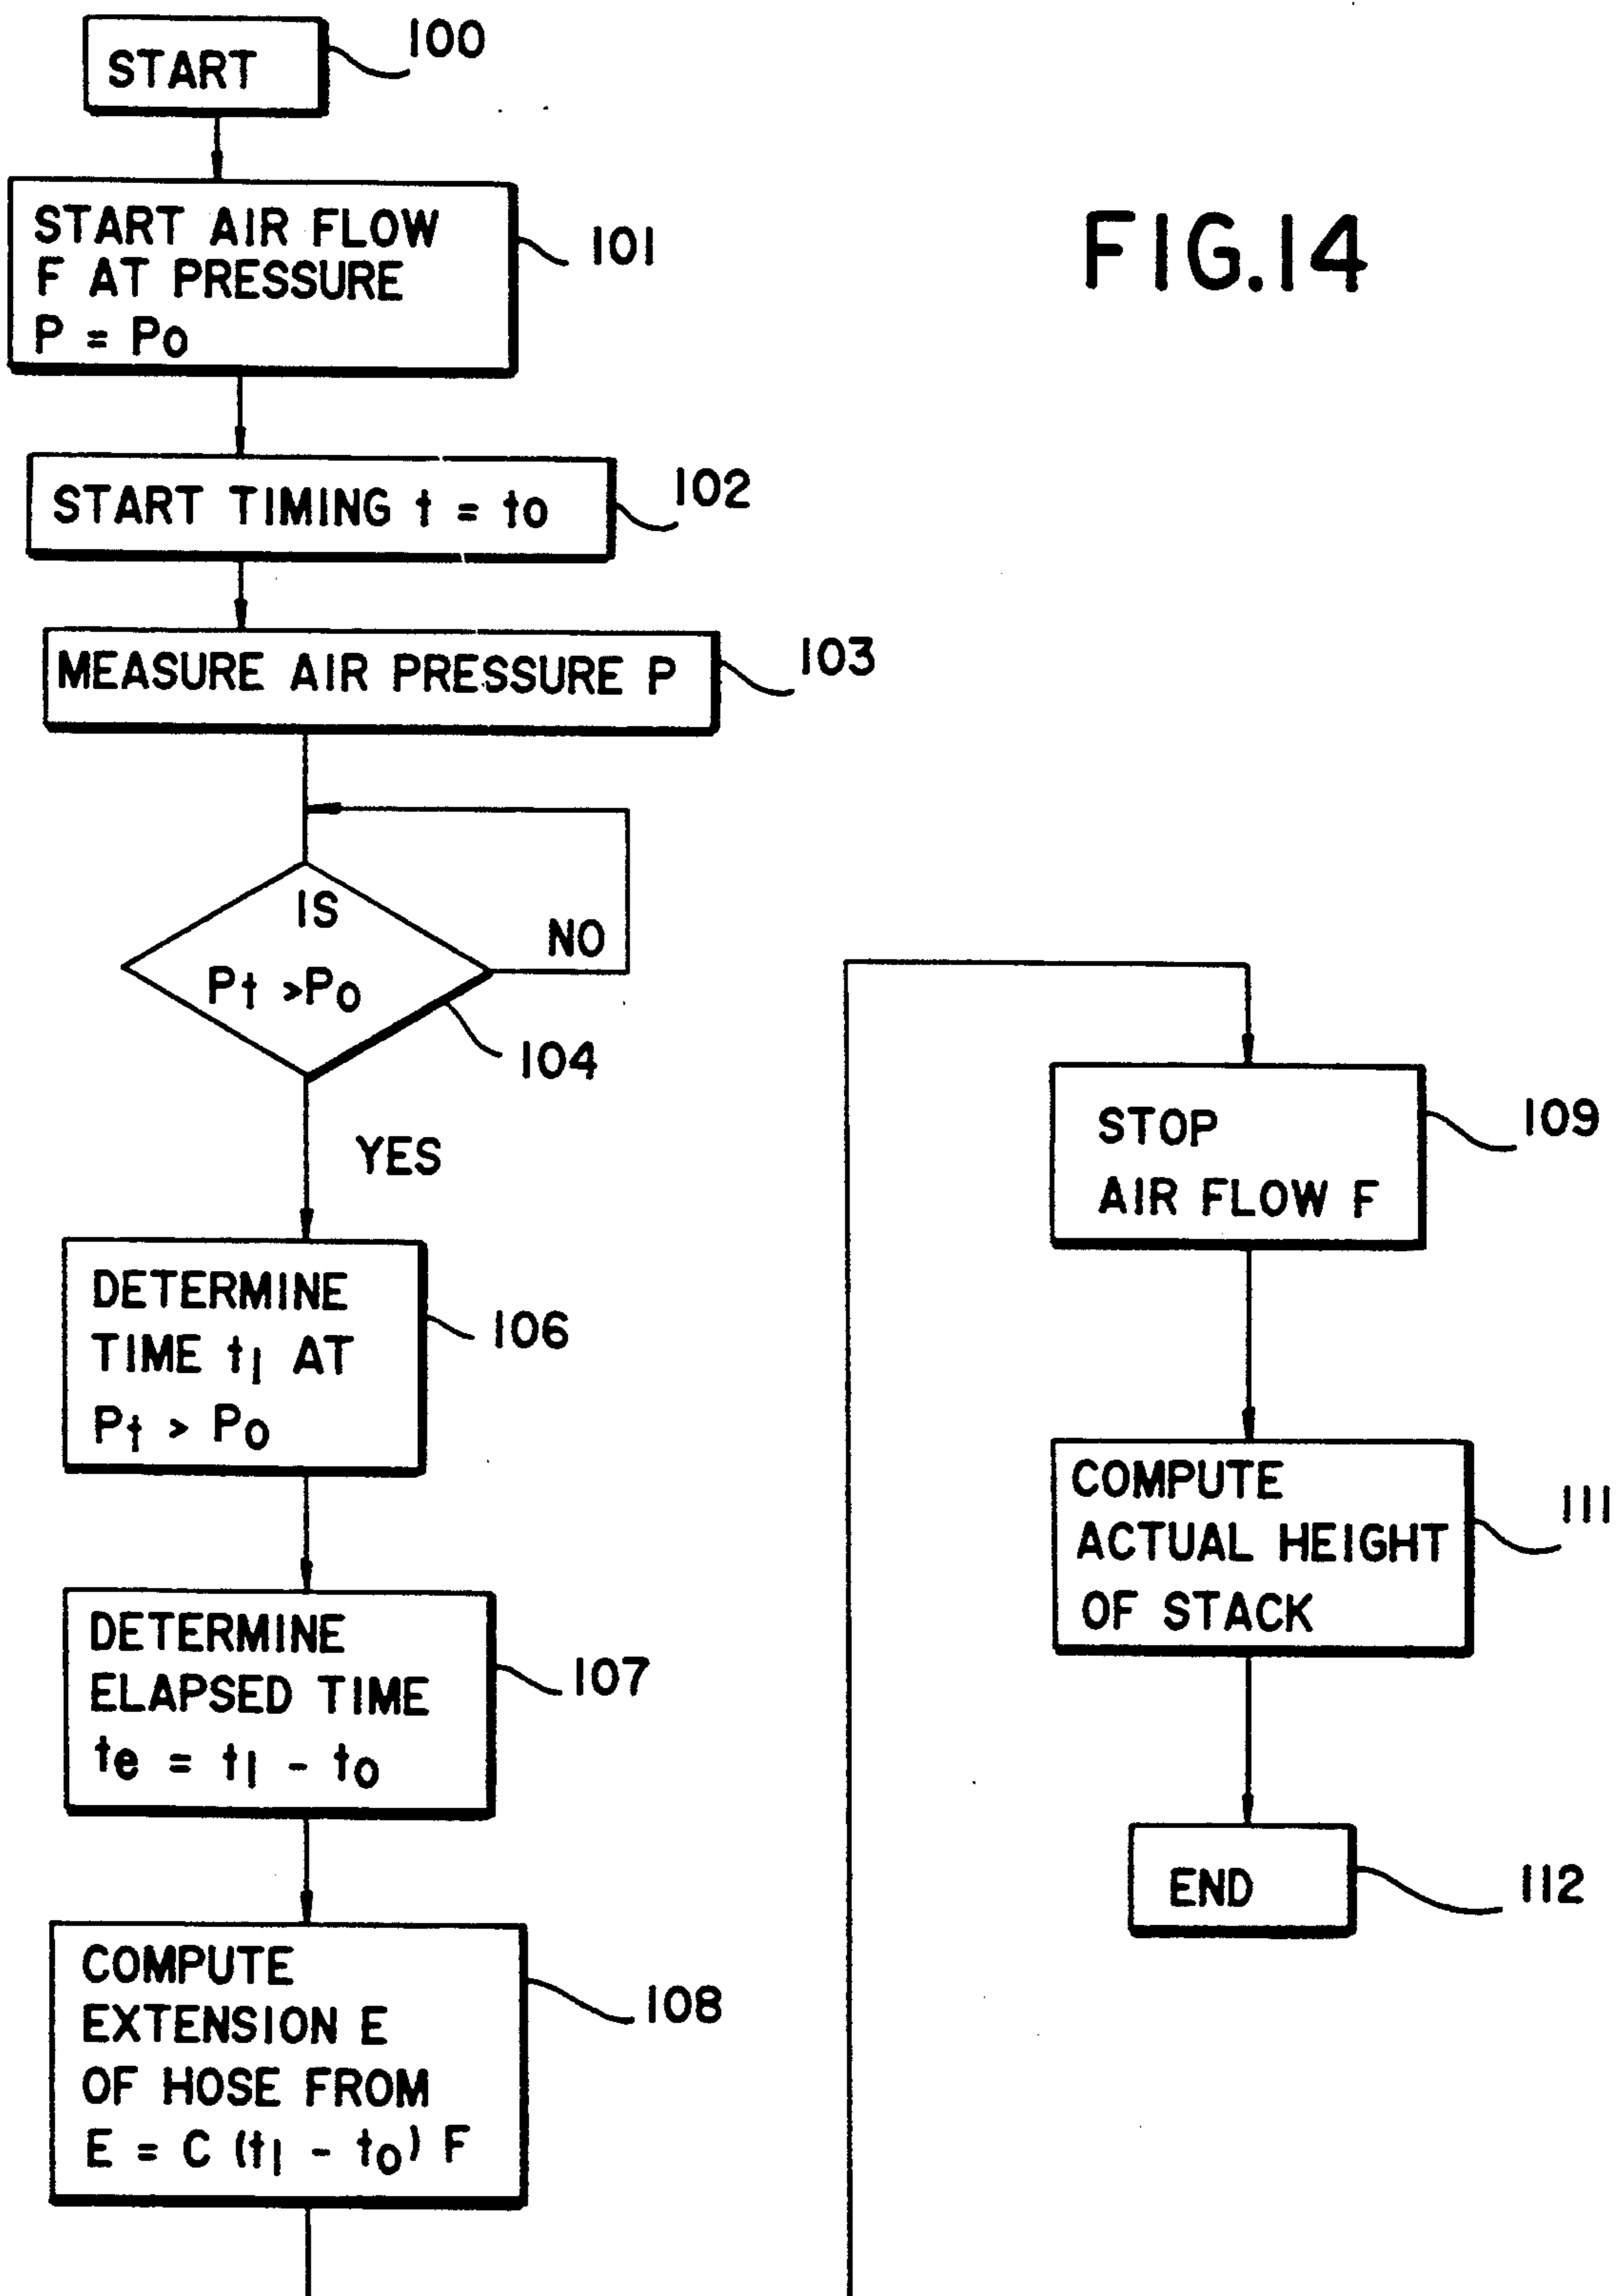 START
100
START AIR FLOW
F AT PRESSURE
P = Po
101
FIG.14
START TIMING t = to
102
MEASURE AIR PRESSURE P
103
IS
Pt >Po
NO
104
YES
DETERMINE
TIME t1 AT
Pt > Po
106
DETERMINE
ELAPSED TIME
te = t1 - to
107
COMPUTE
EXTENSION E
OF HOSE FROM
E = C (t1 - to) F
108
STOP
AIR FLOW F
109
COMPUTE
ACTUAL HEIGHT
OF STACK
111
END
112